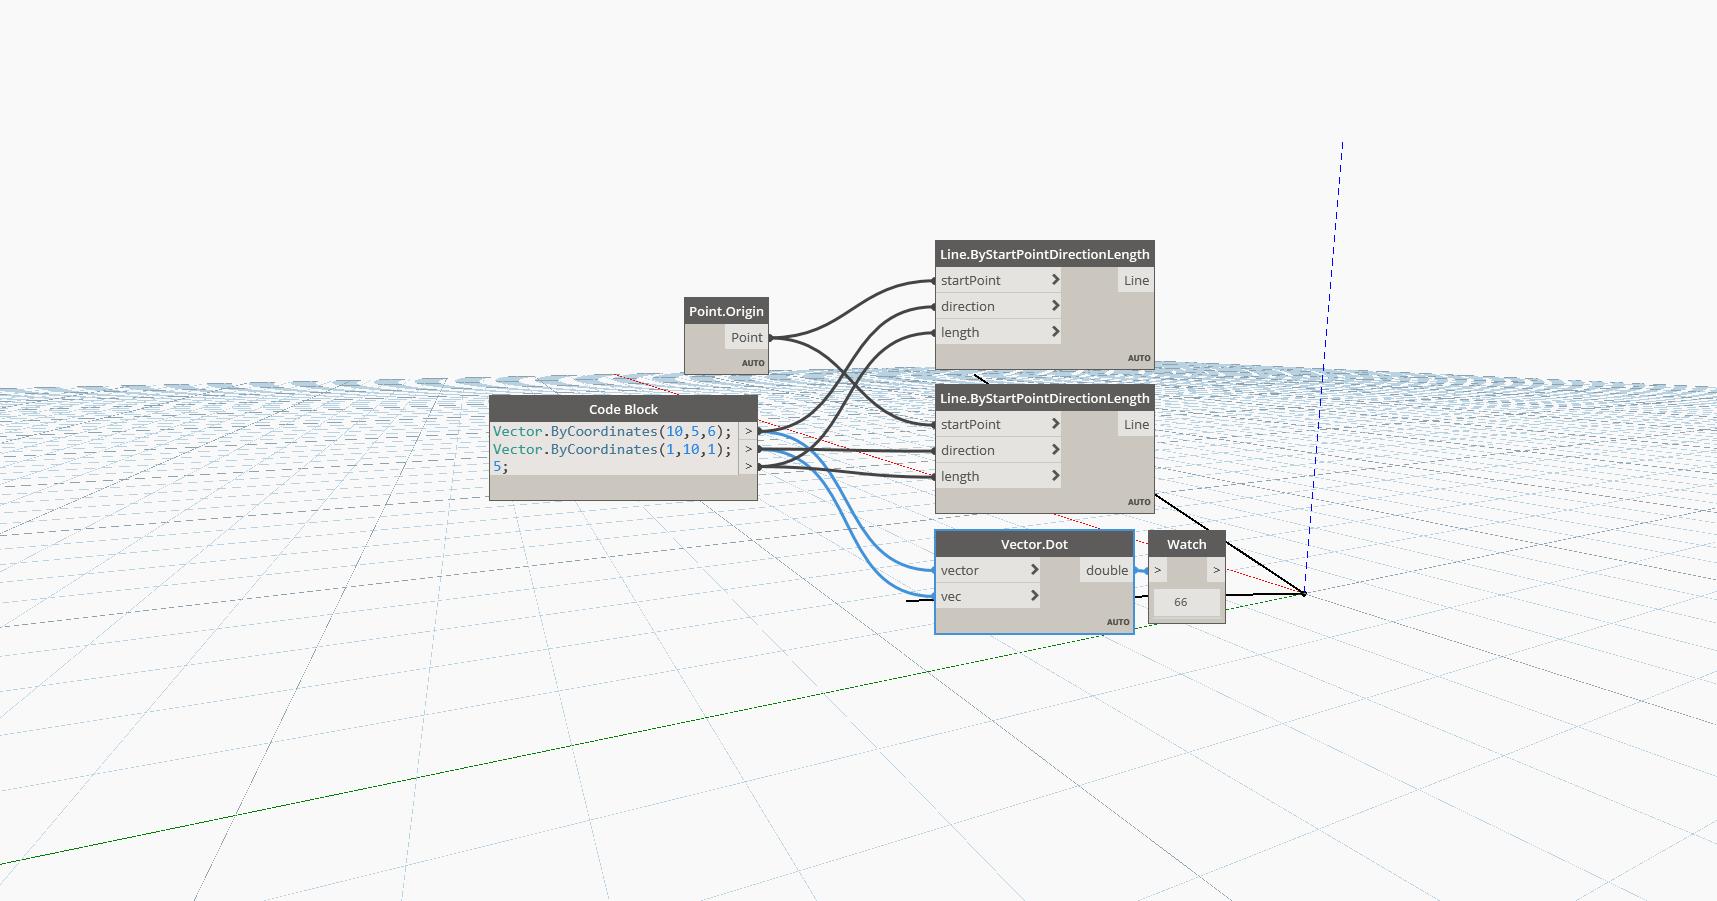 Line.ByStartPointDirectionLength
startPoint
Line
direction
length
AUTO
Point.Origin
Point
AUTO
Code Block
Vector.ByCoordinates(10,5,6);
>
Vector.ByCoordinates(1,10,1);
>
5;
>
Line.ByStartPointDirectionLength
startPoint
Line
direction
length
AUTO
Vector.Dot
vector
double
vec
AUTO
Watch
>
>
66